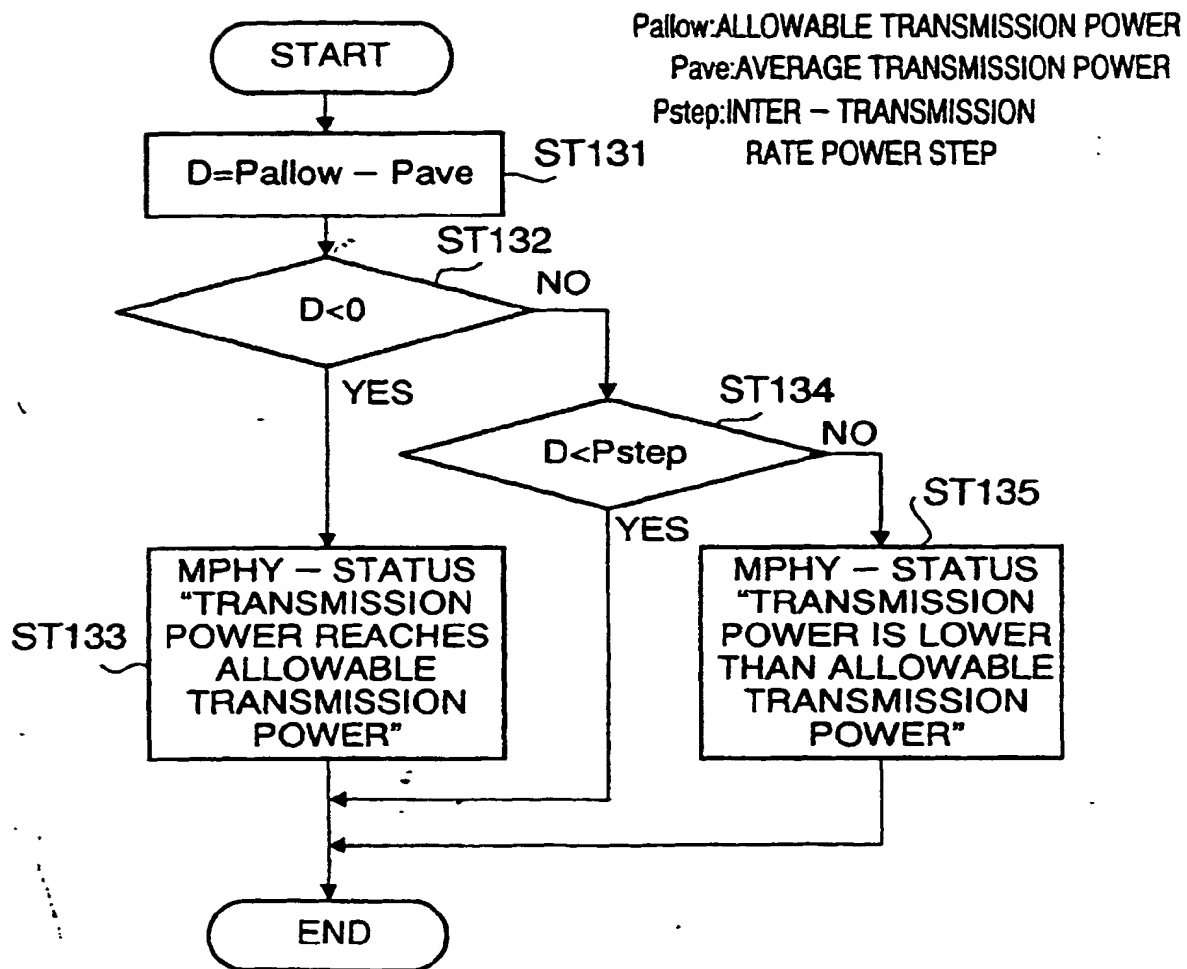 Pallow:ALLOWABLE TRANSMISSION POWER
Pave:AVERAGE TRANSMISSION POWER
Pstep:INTER – TRANSMISSION
RATE POWER STEP
START
D=Pallow – Pave
ST131
ST132
D<0
NO
YES
ST134
D<Pstep
NO
YES
ST135
ST133
MPHY – STATUS
“TRANSMISSION
POWER REACHES
ALLOWABLE
TRANSMISSION
POWER”
MPHY – STATUS
“TRANSMISSION
POWER IS LOWER
THAN ALLOWABLE
TRANSMISSION
POWER”
END